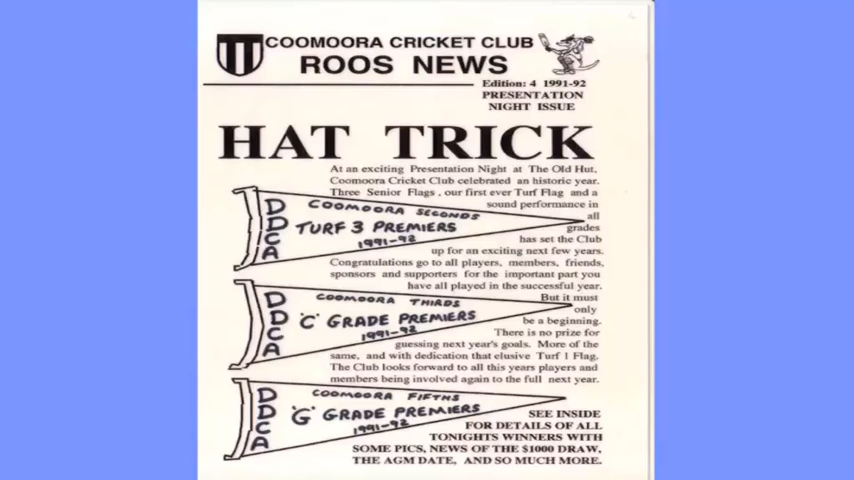 COOMOORA CRICKET CLUB
ROOS NEWS
Edition: 4 1991-92
PRESENTATION
NIGHT ISSUE
HAT TRICK
At an exciting Presentation Night at The Old Hut,
Coomoora Cricket Club celebrated an historic year.
Three Senior Flags , our first ever Turf Flag and a
sound performance in
all
grades
has set the Club
up for an exciting next few years.
Congratulations go to all players, members, friends,
sponsors and supporters for the important part you
have all played in the successful year.
But it must
only
be a beginning.
There is no prize for
guessing next year's goals. More of the
same, and with dedication that elusive Turf 1 Flag.
The Club looks forward to all this years players and
members being involved again to the full next year.
DDCA
COOMOORA SECONDS
TURF 3 PREMIERS
1991-92
DDCA
COOMOORA THIRDS
'C' GRADE PREMIERS
1991-92
DDCA
COOMOORA FIFTHS
'G' GRADE PREMIERS
1991-92
SEE INSIDE
FOR DETAILS OF ALL
TONIGHTS WINNERS WITH
SOME PICS, NEWS OF THE $1000 DRAW,
THE AGM DATE, AND SO MUCH MORE.